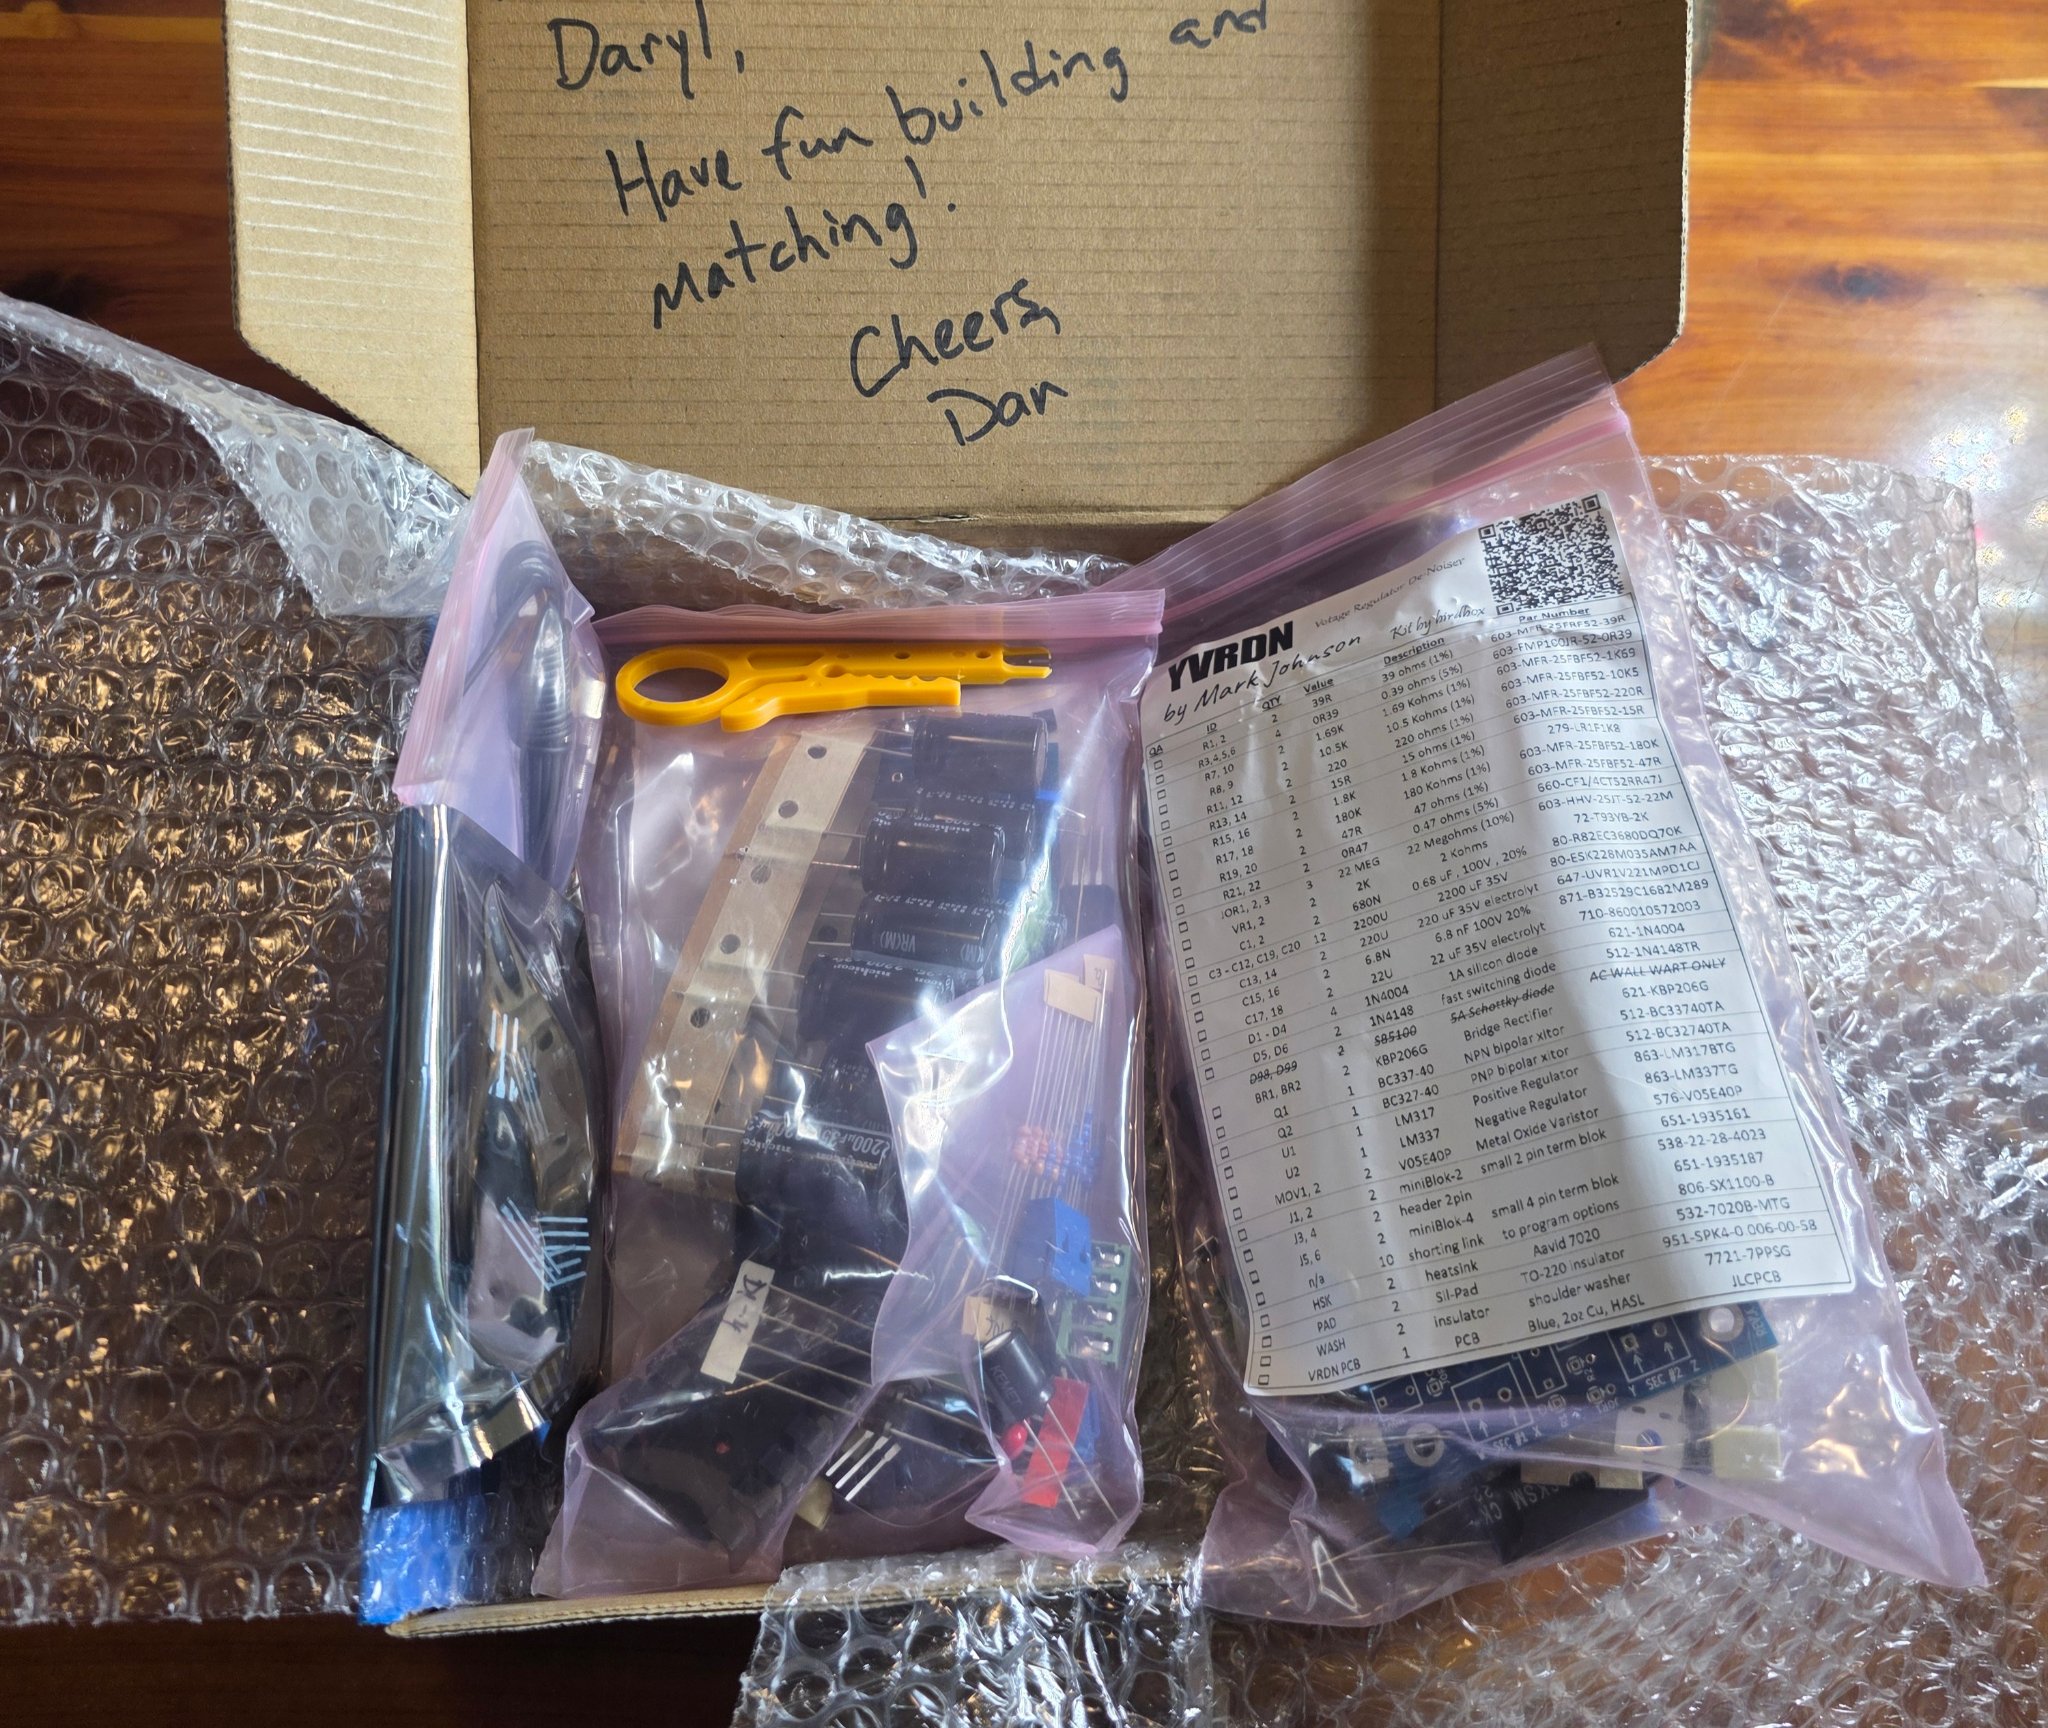 Daryl,
Have fun building and
Matching!
Cheers,
Dan
YVRDN Votage Regulator De-Noiser
by Mark Johnson Kit by birdbox
QA ID QTY Value Description Par Number
R1, 2 2 39R 39 ohms (1%) 603-MFR-25FRF52-39R
R3,4,5,6 4 0R39 0.39 ohms (5%) 603-FMP100JR-52-0R39
R7, 10 2 1.69K 1.69 Kohms (1%) 603-MFR-25FBF52-1K69
R8, 9 2 10.5K 10.5 Kohms (1%) 603-MFR-25FBF52-10K5
R11, 12 2 220 220 ohms (1%) 603-MFR-25FBF52-220R
R13, 14 2 15R 15 ohms (1%) 603-MFR-25FBF52-15R
R15, 16 2 1.8K 1.8 Kohms (1%) 279-LR1F1K8
R17, 18 2 180K 180 Kohms (1%) 603-MFR-25FBF52-180K
R19, 20 2 47R 47 ohms (1%) 603-MFR-25FBF52-47R
R21, 22 2 0R47 0.47 ohms (5%) 660-CF1/4CT52RR47J
JOR1, 2, 3 3 22 MEG 22 Megohms (10%) 603-HHV-25JT-52-22M
VR1, 2 2 2K 2 Kohms 72-T93YB-2K
C1, 2 2 680N 0.68 uF, 100V, 20% 80-R82EC3680DQ70K
C3 - C12, C19, C20 12 2200U 2200 uF 35V 80-ESK228M035AM7AA
C13, 14 2 220U 220 uF 35V electrolyt 647-UVR1V221MPD1CJ
C15, 16 2 6.8N 6.8 nF 100V 20% 871-B32529C1682M289
C17, 18 2 22U 22 uF 35V electrolyt 710-860010572003
D1 - D4 4 1N4004 1A silicon diode 621-1N4004
D5, D6 2 1N4148 fast switching diode 512-1N4148TR
D98, D99 2 SB5100 5A Schottky diode AC WALL WART ONLY
BR1, BR2 2 KBP206G Bridge Rectifier 621-KBP206G
Q1 1 BC337-40 NPN bipolar xitor 512-BC33740TA
Q2 1 BC327-40 PNP bipolar xitor 512-BC32740TA
U1 1 LM317 Positive Regulator 863-LM317BTG
U2 1 LM337 Negative Regulator 863-LM337TG
MOV1, 2 2 V05E40P Metal Oxide Varistor 576-V05E40P
J1, 2 2 miniBlok-2 small 2 pin term blok 651-1935161
J3, 4 2 header 2pin 538-22-28-4023
J5, 6 2 miniBlok-4 small 4 pin term blok 651-1935187
n/a 10 shorting link to program options 806-SX1100-B
HSK 2 heatsink Aavid 7020 532-7020B-MTG
PAD 2 Sil-Pad TO-220 insulator 951-SPK4-0.006-00-58
WASH 2 insulator shoulder washer 7721-7PPSG
VRDN PCB 1 PCB Blue, 2oz Cu, HASL JLCPCB
nichicon
VR(M)
nichicon
D1-4
Y SEC #2 Z